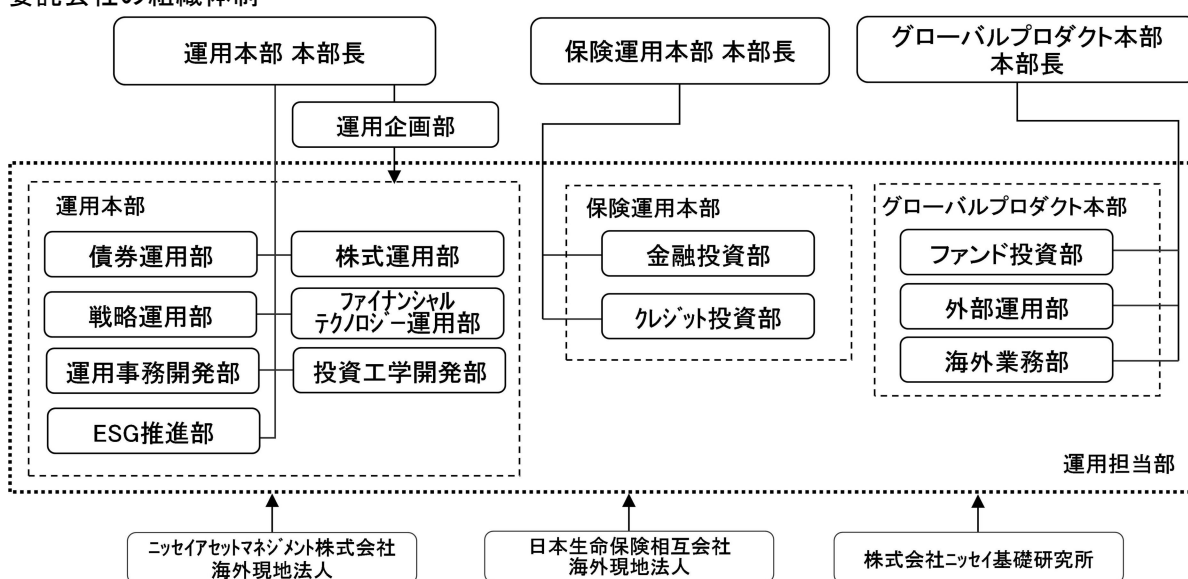 委託会社の組織体制
運用本部 本部長
保険運用本部 本部長
グローバルプロダクト本部
本部長
運用企画部
運用本部
債券運用部
株式運用部
戦略運用部
ファイナンシャル
テクノロジー運用部
運用事務開発部
投資工学開発部
ESG推進部
保険運用本部
金融投資部
クレジット投資部
グローバルプロダクト本部
ファンド投資部
外部運用部
海外業務部
運用担当部
ニッセイアセットマネジメント株式会社
海外現地法人
日本生命保険相互会社
海外現地法人
株式会社ニッセイ基礎研究所